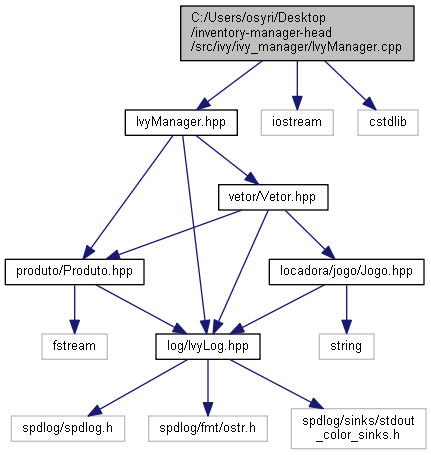 C:/Users/osyri/Desktop
/inventory-manager-head
/src/ivy/ivy_manager/IvyManager.cpp
IvyManager.hpp
iostream
cstdlib
vetor/Vetor.hpp
produto/Produto.hpp
locadora/jogo/Jogo.hpp
fstream
log/IvyLog.hpp
string
spdlog/spdlog.h
spdlog/fmt/ostr.h
spdlog/sinks/stdout
_color_sinks.h